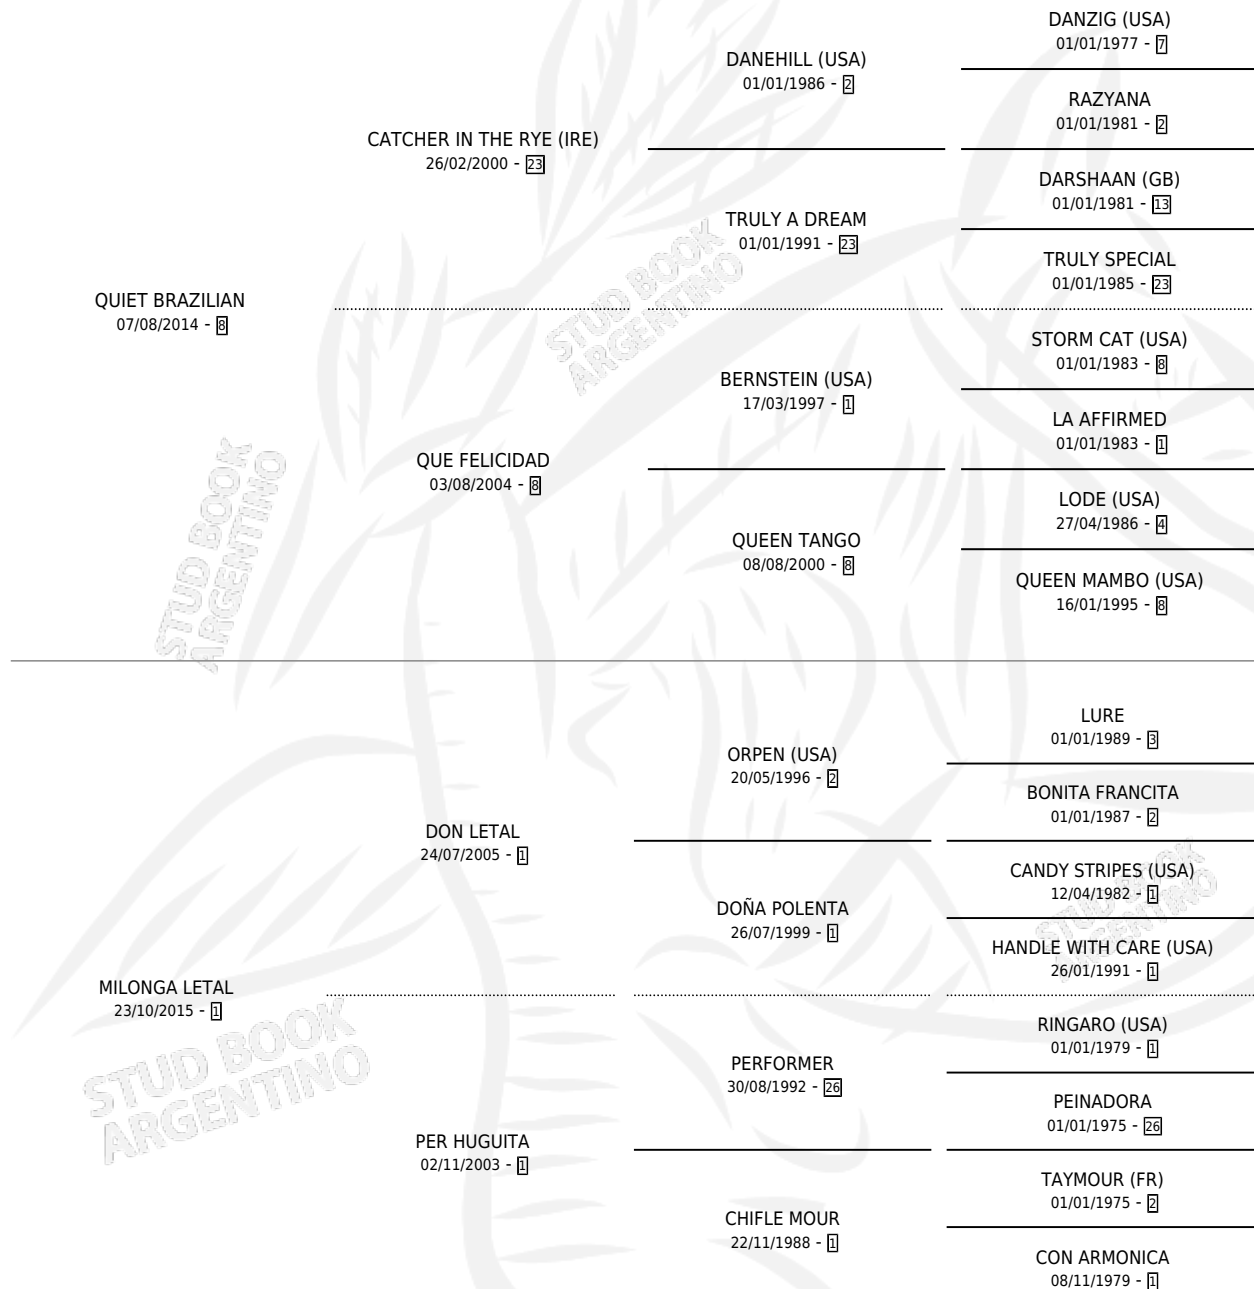 DANZIG (USA)
01/01/1977 - 7
DANEHILL (USA)
01/01/1986 - 2
RAZYANA
01/01/1981 - 2
CATCHER IN THE RYE (IRE)
26/02/2000 - 23
DARSHAAN (GB)
01/01/1981 - 13
TRULY A DREAM
01/01/1991 - 23
TRULY SPECIAL
01/01/1985 - 23
QUIET BRAZILIAN
07/08/2014 - 8
STORM CAT (USA)
01/01/1983 - 8
BERNSTEIN (USA)
17/03/1997 - 1
LA AFFIRMED
01/01/1983 - 1
QUE FELICIDAD
03/08/2004 - 8
LODE (USA)
27/04/1986 - 4
QUEEN TANGO
08/08/2000 - 8
QUEEN MAMBO (USA)
16/01/1995 - 8
LURE
01/01/1989 - 3
ORPEN (USA)
20/05/1996 - 2
BONITA FRANCITA
01/01/1987 - 2
DON LETAL
24/07/2005 - 1
CANDY STRIPES (USA)
12/04/1982 - 1
DOÑA POLENTA
26/07/1999 - 1
HANDLE WITH CARE (USA)
26/01/1991 - 1
MILONGA LETAL
23/10/2015 - 1
RINGARO (USA)
01/01/1979 - 1
PERFORMER
30/08/1992 - 26
PEINADORA
01/01/1975 - 26
PER HUGUITA
02/11/2003 - 1
TAYMOUR (FR)
01/01/1975 - 2
CHIFLE MOUR
22/11/1988 - 1
CON ARMONICA
08/11/1979 - 1
STUD BOOK
ARGENTINO
STUD BOOK
ARGENTINO
STUD BOOK
ARGENTINO
STUD BOOK
ARGENTINO